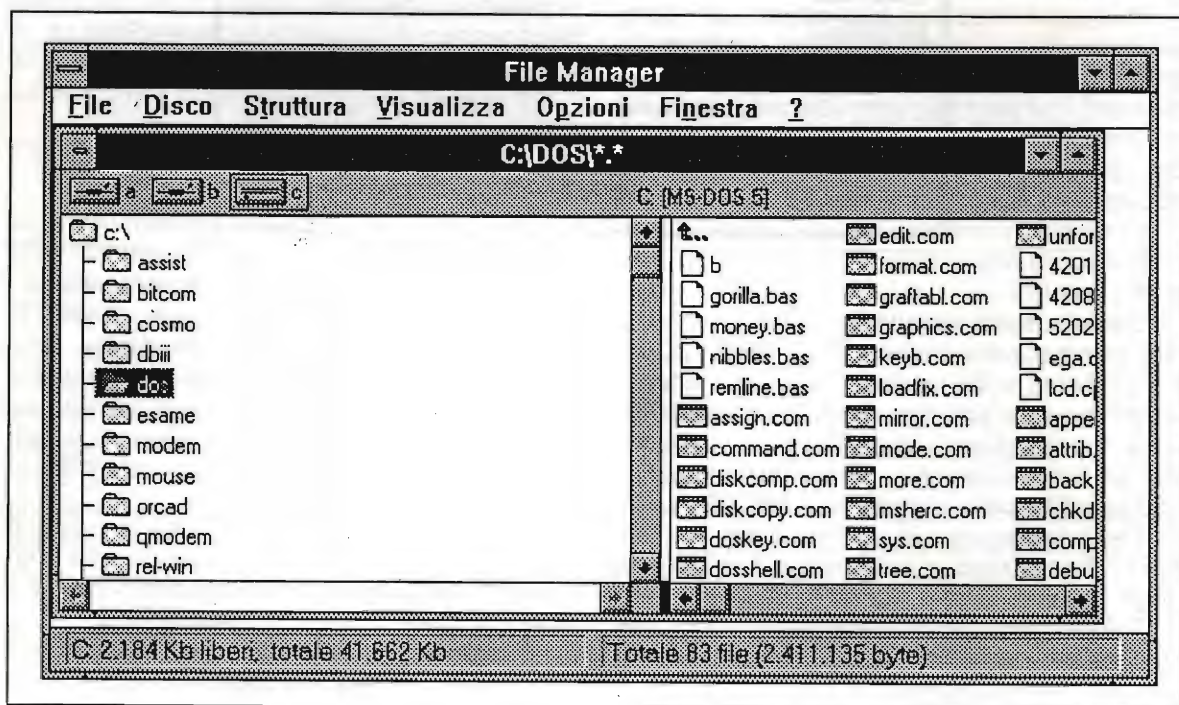 File Manager
File Disco Struttura Visualizza Opzioni Finestra ?
C:\DOS\*.*
a b c
C: [MS-DOS 5]
c:\
assist
bitcom
cosmo
dbiii
dos
esame
modem
mouse
orcad
qmodem
rel-win
..
b
gorilla.bas
money.bas
nibbles.bas
remline.bas
assign.com
command.com
diskcomp.com
diskcopy.com
doskey.com
dosshell.com
edit.com
format.com
graftabl.com
graphics.com
keyb.com
loadfix.com
mirror.com
mode.com
more.com
msherc.com
sys.com
tree.com
unfor
4201
4208
5202
ega.c
lcd.c
appe
attrib.
back
chkd
comp
debu
C: 2.184 Kb liberi, totale 41.662 Kb
Totale 83 file (2.411.135 byte)